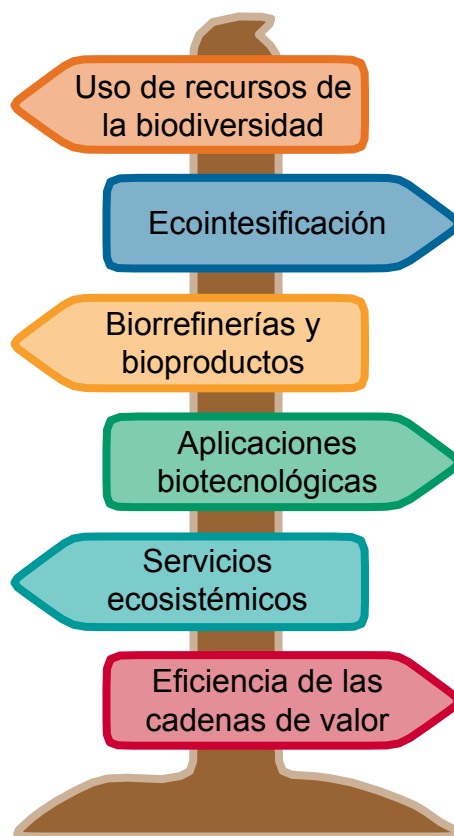 Uso de recursos de
la biodiversidad
Ecointesificación
Biorrefinerías y
bioproductos
Aplicaciones
biotecnológicas
Servicios
ecosistémicos
Eficiencia de las
cadenas de valor